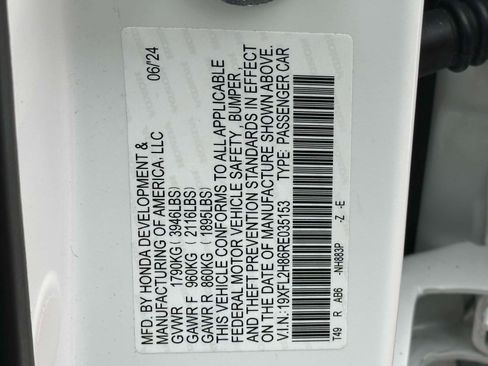 MFD. BY HONDA DEVELOPMENT & 06/'24
MANUFACTURING OF AMERICA, LLC
GVWR 1790KG (3946LBS)
GAWR F 960KG (2116LBS)
GAWR R 860KG (1895LBS)
THIS VEHICLE CONFORMS TO ALL APPLICABLE
FEDERAL MOTOR VEHICLE SAFETY, BUMPER,
AND THEFT PREVENTION STANDARDS IN EFFECT
ON THE DATE OF MANUFACTURE SHOWN ABOVE.
V.I.N: 19XFL2H86RE035153 TYPE: PASSENGER CAR
T49 R AB6 -NH883P -Z -E